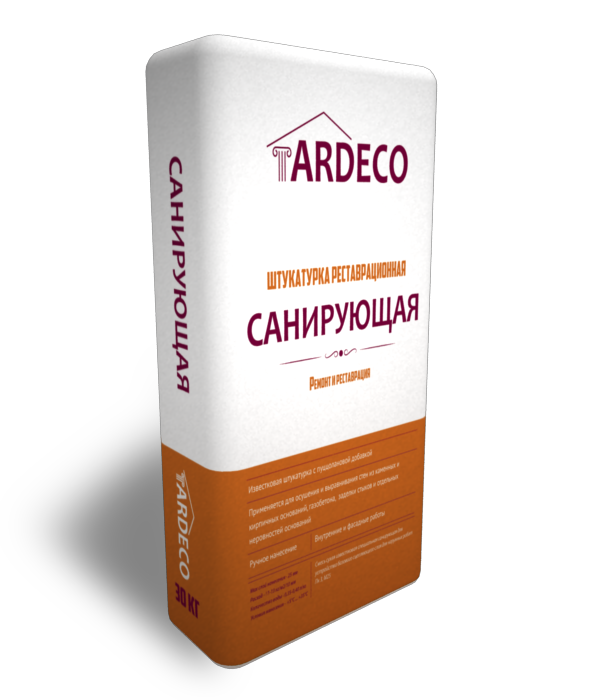 ARDECO
ШТУКАТУРКА РЕСТАВРАЦИОННАЯ
САНИРУЮЩАЯ
РЕМОНТ И РЕСТАВРАЦИЯ
Известковая штукатурка с пуццолановой добавкой
Применяется для осушения и выравнивания стен из каменных и
кирпичных оснований, газобетона, заделки стыков и отдельных
неровностей оснований
Ручное нанесение
Внутренние и фасадные работы
САНИРУЮЩАЯ
ARDECO
30 КГ